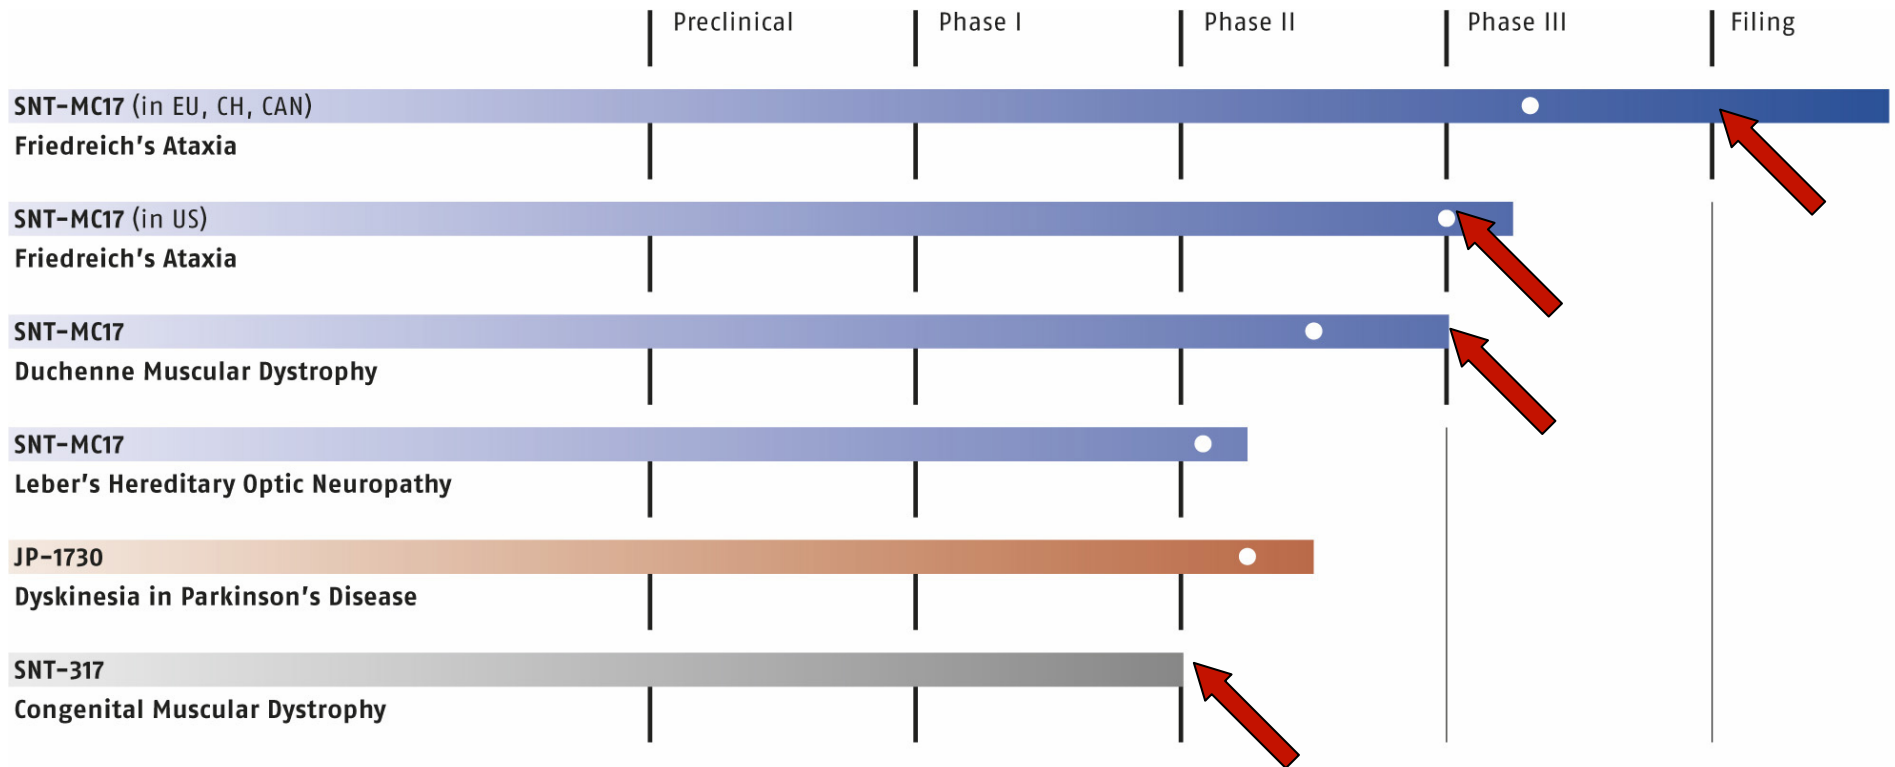 Preclinical Phase I Phase II Phase III Filing
SNT-MC17 (in EU, CH, CAN)
Friedreich's Ataxia
SNT-MC17 (in US)
Friedreich's Ataxia
SNT-MC17
Duchenne Muscular Dystrophy
SNT-MC17
Leber's Hereditary Optic Neuropathy
JP-1730
Dyskinesia in Parkinson's Disease
SNT-317
Congenital Muscular Dystrophy